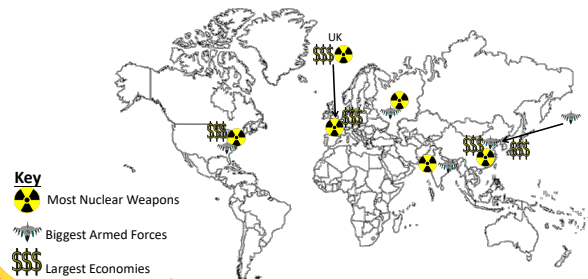 UK
$$$
$$$
$$$
$$$
$$$
Key
Most Nuclear Weapons
Biggest Armed Forces
$$$ Largest Economies